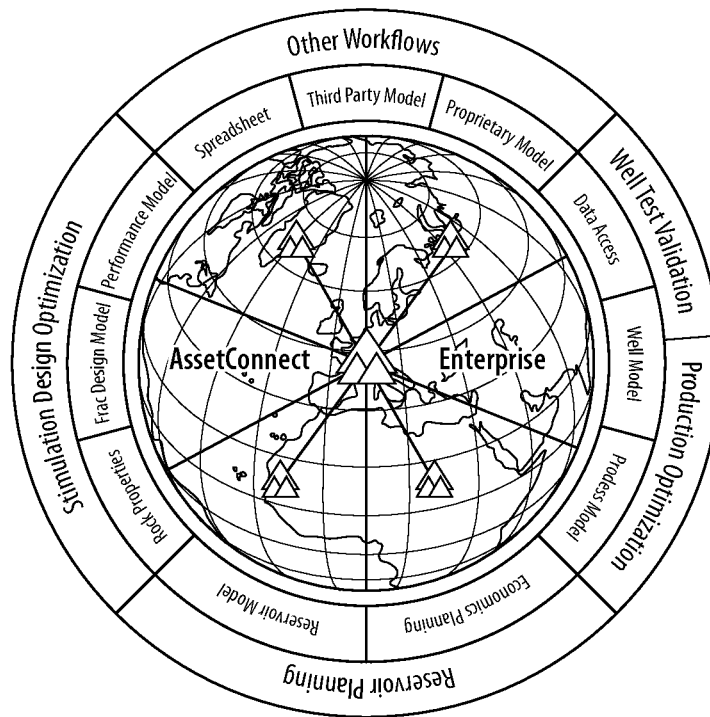 Other Workflows
Well Test Validation
Production Optimization
Reservoir Planning
Stimulation Design Optimization
Spreadsheet
Third Party Model
Proprietary Model
Data Access
Well Model
Prodess Model
Economics Planning
Reservoir Model
Rock Properties
Frac Design Model
Performance Model
AssetConnect
Enterprise